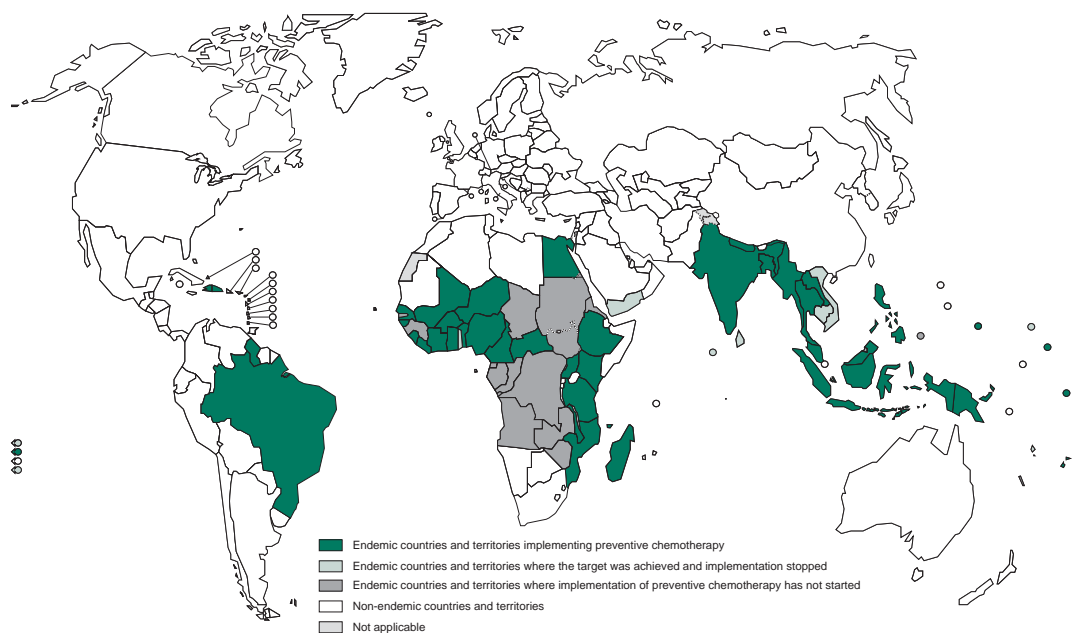 Endemic countries and territories implementing preventive chemotherapy
Endemic countries and territories where the target was achieved and implementation stopped
Endemic countries and territories where implementation of preventive chemotherapy has not started
Non-endemic countries and territories
Not applicable